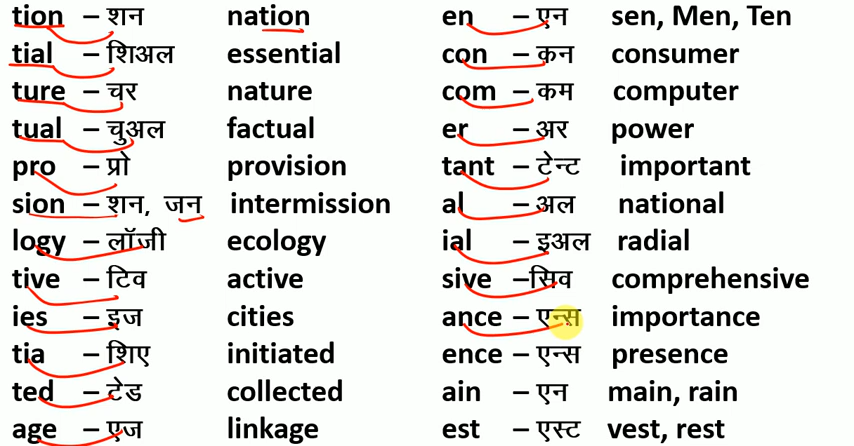 tion – शन nation
tial – शिअल essential
ture – चर nature
tual – चुअल factual
pro – प्रो provision
sion – शन, जन intermission
logy – लॉजी ecology
tive – टिव active
ies – इज cities
tia – शिए initiated
ted – टेड collected
age – एज linkage
en – एन sen, Men, Ten
con – कन consumer
com – कम computer
er – अर power
tant – टेन्ट important
al – अल national
ial – इअल radial
sive –सिव comprehensive
ance – एन्स importance
ence – एन्स presence
ain – एन main, rain
est – एस्ट vest, rest